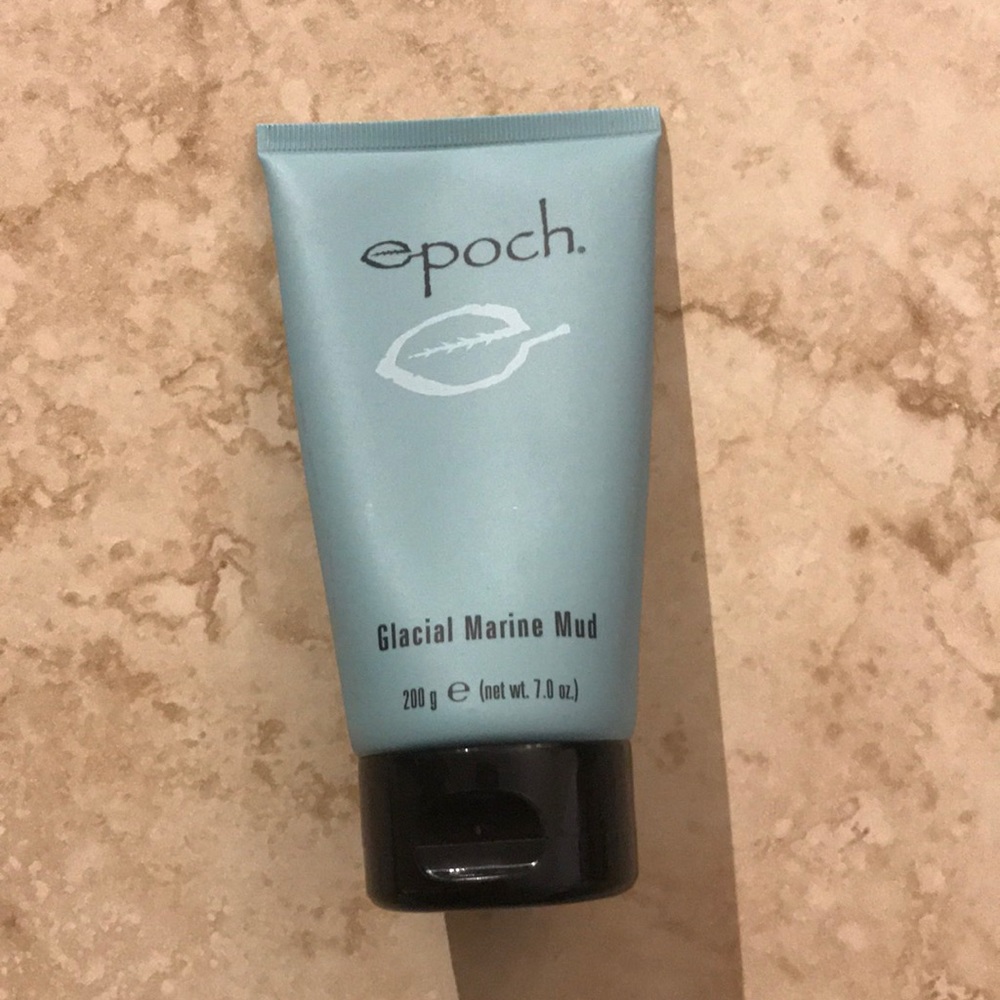 epoch.
Glacial Marine Mud
200 g ℮ (net wt. 7.0 oz.)